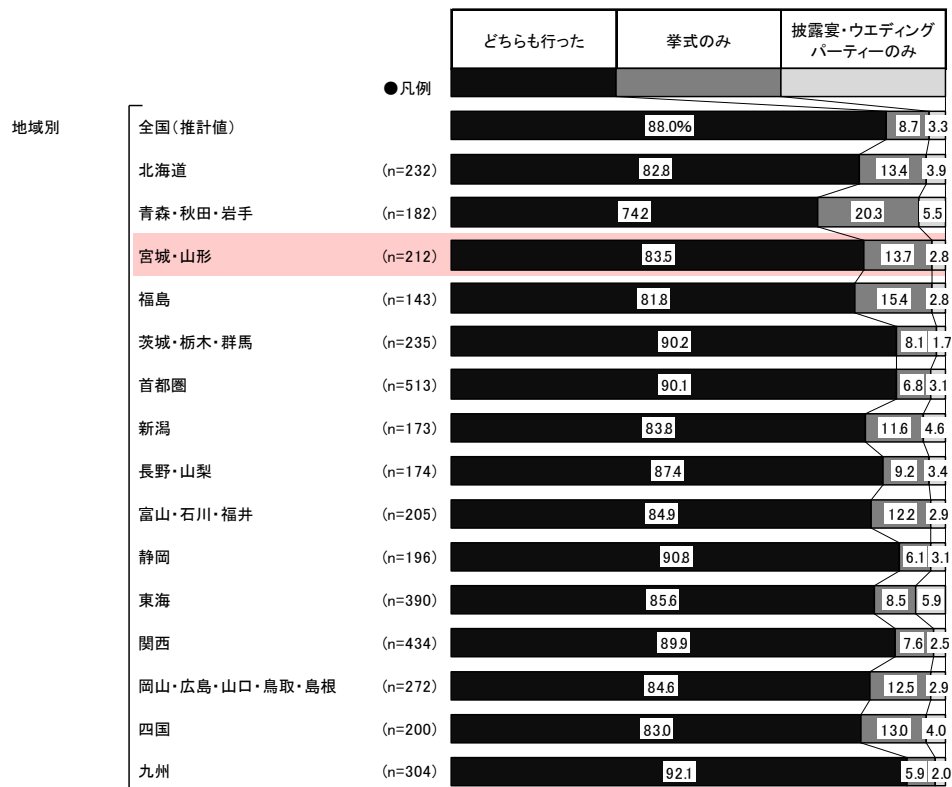 どちらも行った 挙式のみ 披露宴・ウエディング
パーティーのみ
●凡例
地域別 全国(推計値) 88.0% 8.7 3.3
北海道 (n=232) 82.8 13.4 3.9
青森・秋田・岩手 (n=182) 74.2 20.3 5.5
宮城・山形 (n=212) 83.5 13.7 2.8
福島 (n=143) 81.8 15.4 2.8
茨城・栃木・群馬 (n=235) 90.2 8.1 1.7
首都圏 (n=513) 90.1 6.8 3.1
新潟 (n=173) 83.8 11.6 4.6
長野・山梨 (n=174) 87.4 9.2 3.4
富山・石川・福井 (n=205) 84.9 12.2 2.9
静岡 (n=196) 90.8 6.1 3.1
東海 (n=390) 85.6 8.5 5.9
関西 (n=434) 89.9 7.6 2.5
岡山・広島・山口・鳥取・島根 (n=272) 84.6 12.5 2.9
四国 (n=200) 83.0 13.0 4.0
九州 (n=304) 92.1 5.9 2.0